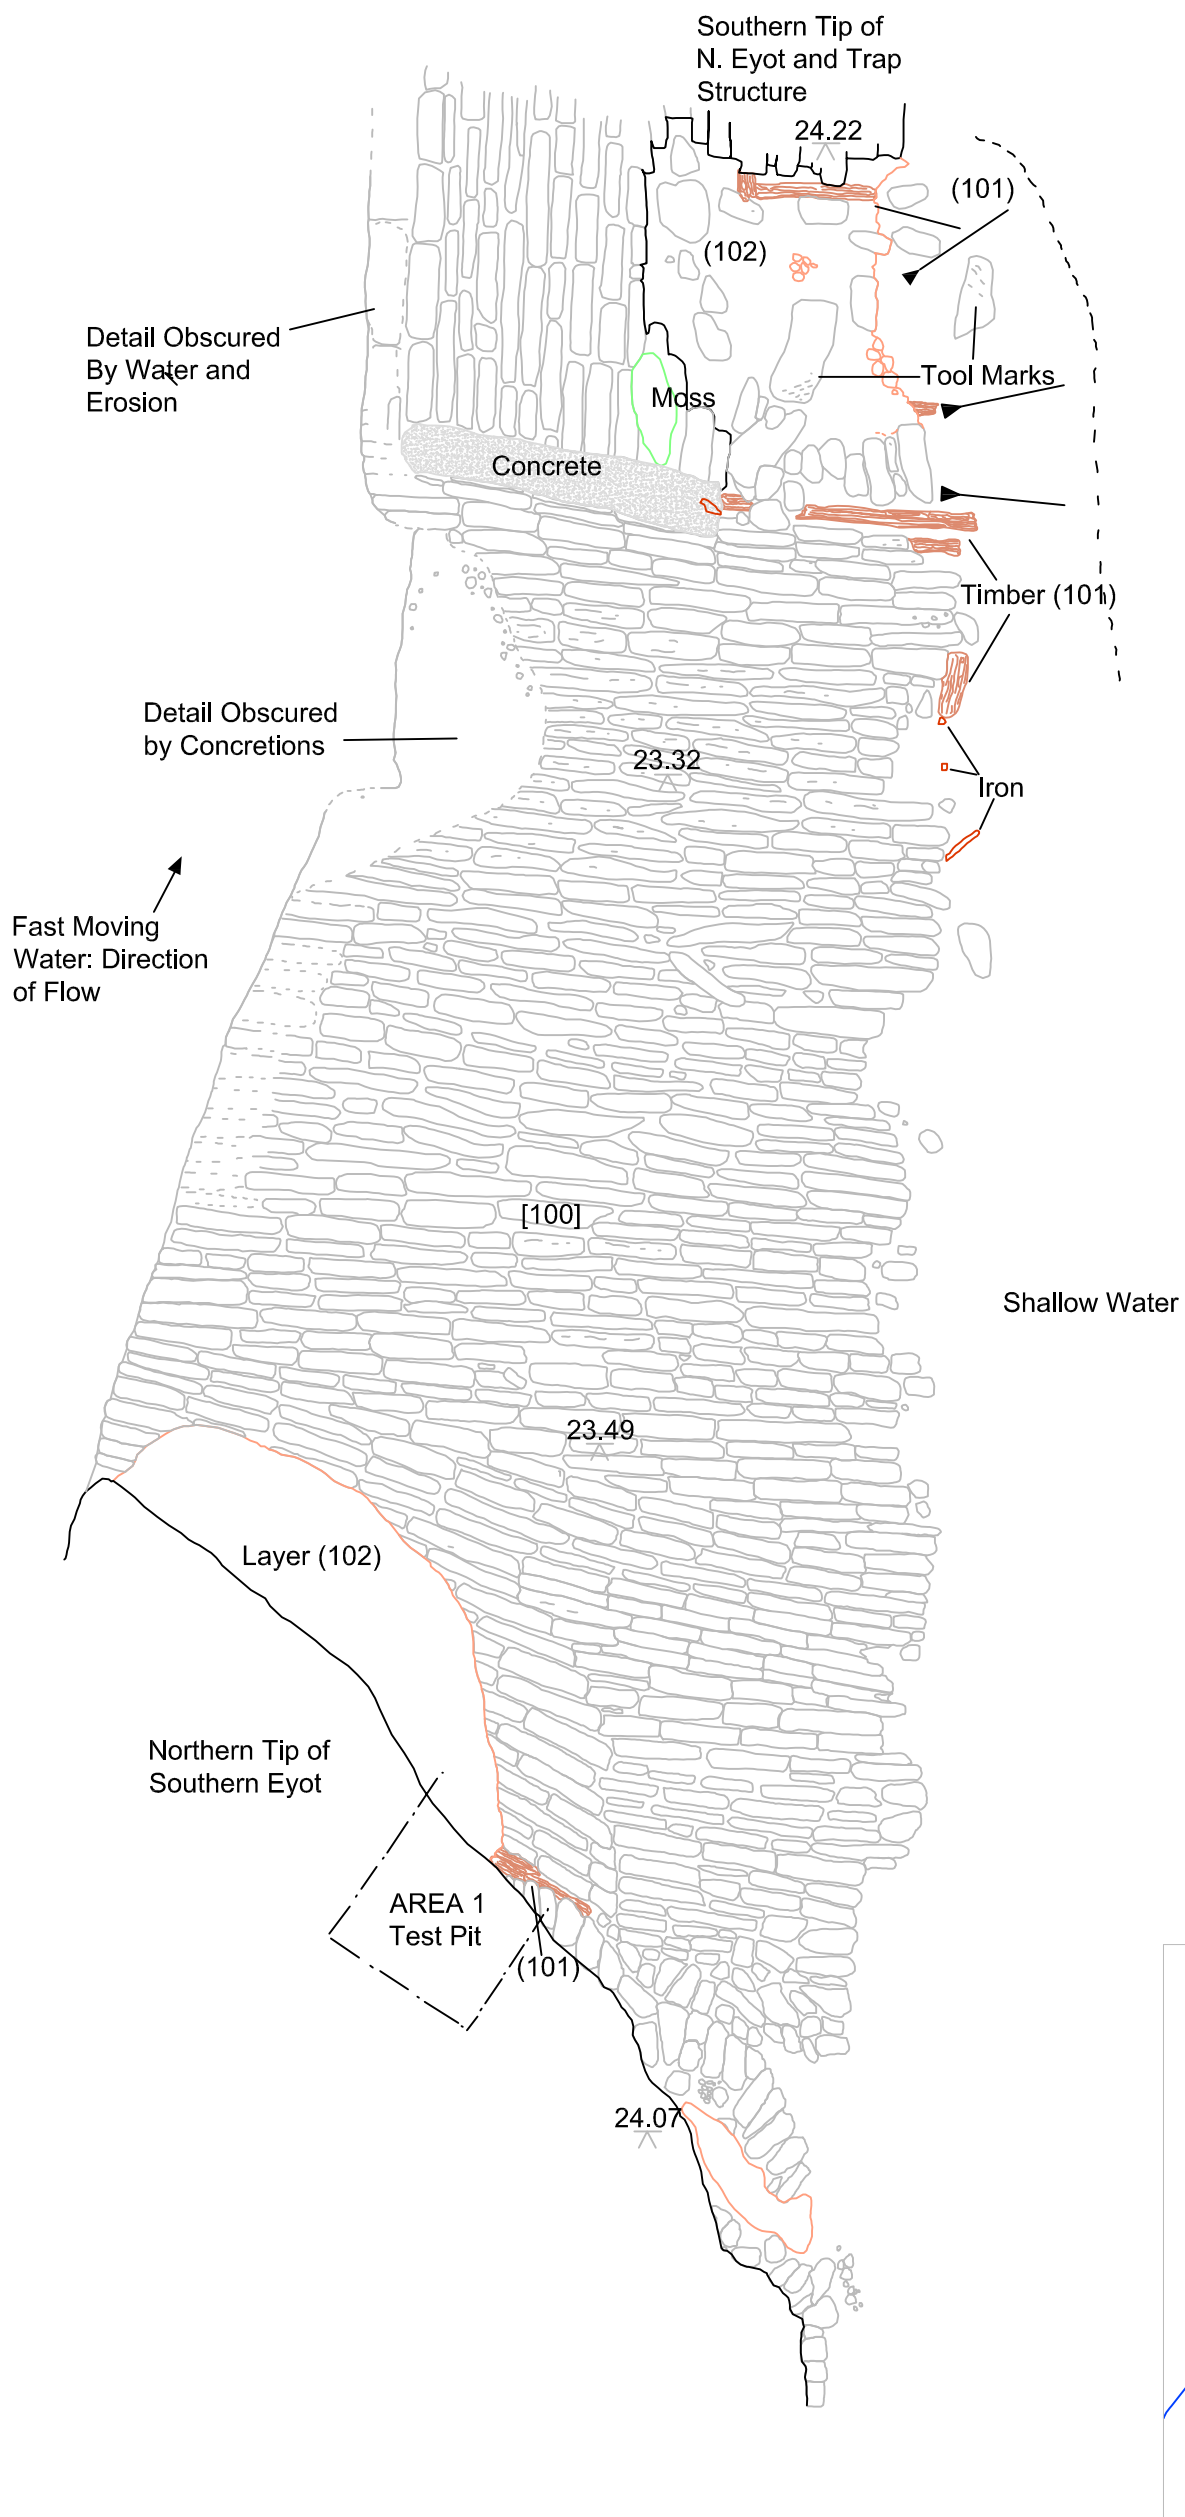 Southern Tip of
N. Eyot and Trap
Structure
24.22
(101)
(102)
Detail Obscured
By Water and
Erosion
Tool Marks
Moss
Concrete
Timber (101)
Detail Obscured
by Concretions
23.32
Iron
Fast Moving
Water: Direction
of Flow
[100]
Shallow Water
23.49
Layer (102)
Northern Tip of
Southern Eyot
AREA 1
Test Pit
(101)
24.07